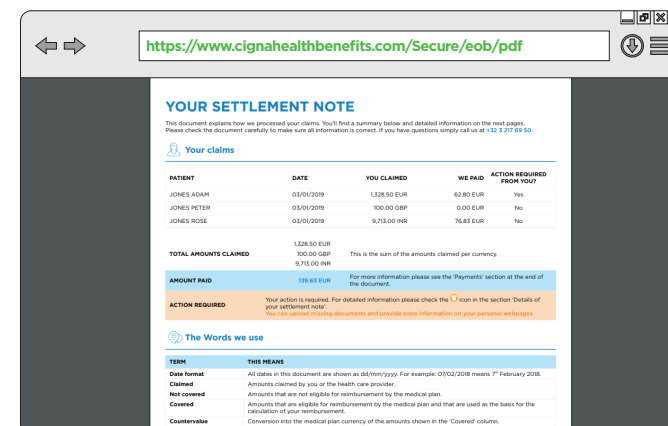 https://www.cignahealthbenefits.com/Secure/eob/pdf
YOUR SETTLEMENT NOTE
This document explains how we processed your claims. You'll find a summary below and detailed information on the next pages.
Please check the document carefully to make sure all information is correct. If you have questions simply call us at +32 3 217 69 50.
Your claims
PATIENT DATE YOU CLAIMED WE PAID ACTION REQUIRED FROM YOU?
JONES ADAM 03/01/2019 1,328.50 EUR 62.80 EUR Yes
JONES PETER 03/01/2019 100.00 GBP 0.00 EUR No
JONES ROSE 03/01/2019 9,713.00 INR 76.83 EUR No
1,328.50 EUR
TOTAL AMOUNTS CLAIMED 100.00 GBP This is the sum of the amounts claimed per currency.
9,713.00 INR
AMOUNT PAID 139.63 EUR For more information please see the 'Payments' section at the end of
the document.
ACTION REQUIRED Your action is required. For detailed information please check the icon in the section 'Details of
your settlement note'.
You can upload missing documents and provide extra information on your personal webpages.
The Words we use
TERM THIS MEANS
Date format All dates in this document are shown as dd/mm/yyyy. For example: 07/02/2018 means 7th February 2018.
Claimed Amounts claimed by you or the health care provider.
Not covered Amounts that are not eligible for reimbursement by the medical plan.
Covered Amounts that are eligible for reimbursement by the medical plan and that are used as the basis for the
calculation of your reimbursement.
Countervalue Conversion into the medical plan currency of the amounts shown in the 'Covered' column.